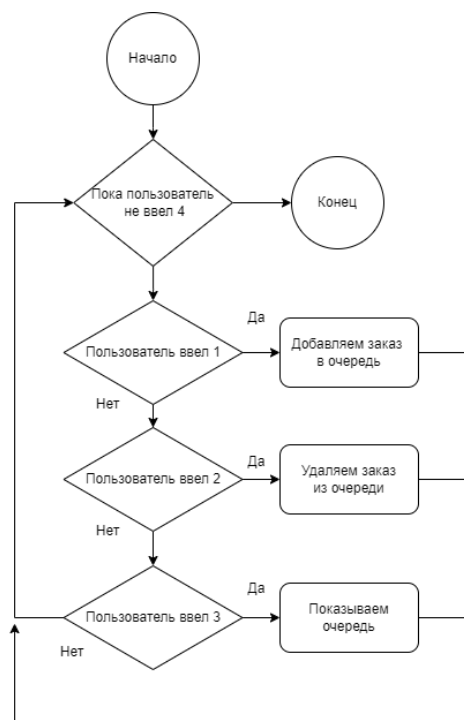 Начало
Пока пользователь
не ввел 4
Конец
Да
Пользователь ввел 1
Добавляем заказ
в очередь
Нет
Да
Пользователь ввел 2
Удаляем заказ
из очереди
Нет
Да
Пользователь ввел 3
Показываем
очередь
Нет